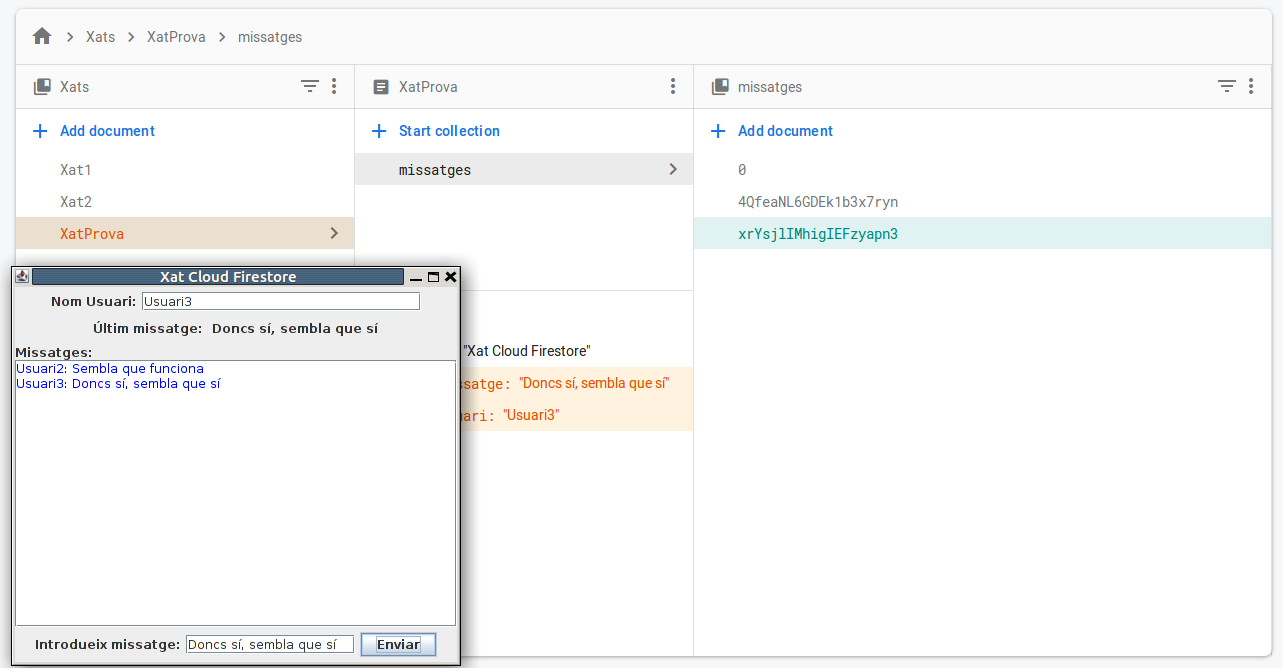 Xats XatProva missatges
Xats
XatProva
missatges
Add document
Start collection
Add document
Xat1
missatges
0
Xat2
4QfeaNL6GDEk1b3x7ryn
XatProva
xrYsjlIMhigIEFzyapn3
Xat Cloud Firestore
Nom Usuari: Usuari3
Últim missatge: Doncs sí, sembla que sí
Missatges:
Usuari2: Sembla que funciona
Usuari3: Doncs sí, sembla que sí
Introdueix missatge: Doncs sí, sembla que sí Enviar
"Xat Cloud Firestore"
ssatge: "Doncs sí, sembla que sí"
ari: "Usuari3"